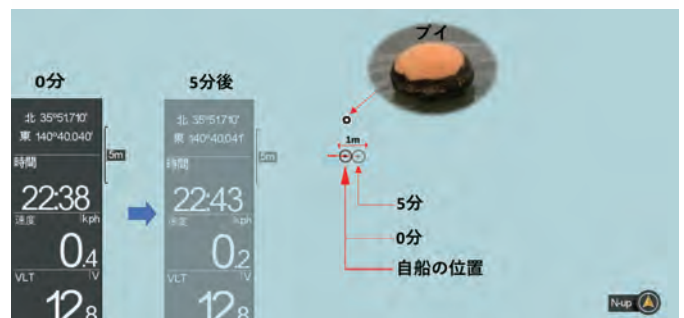 ブイ
0分
5分後
北 35°51.710'
東 140°40.040'
5m
時間
22:38
速度 kph
0.4
VLT V
12.8
北 35°51.710'
東 140°40.041'
5m
時間
22:43
速度 kph
0.2
VLT V
12.8
1m
5分
0分
自船の位置
N-up